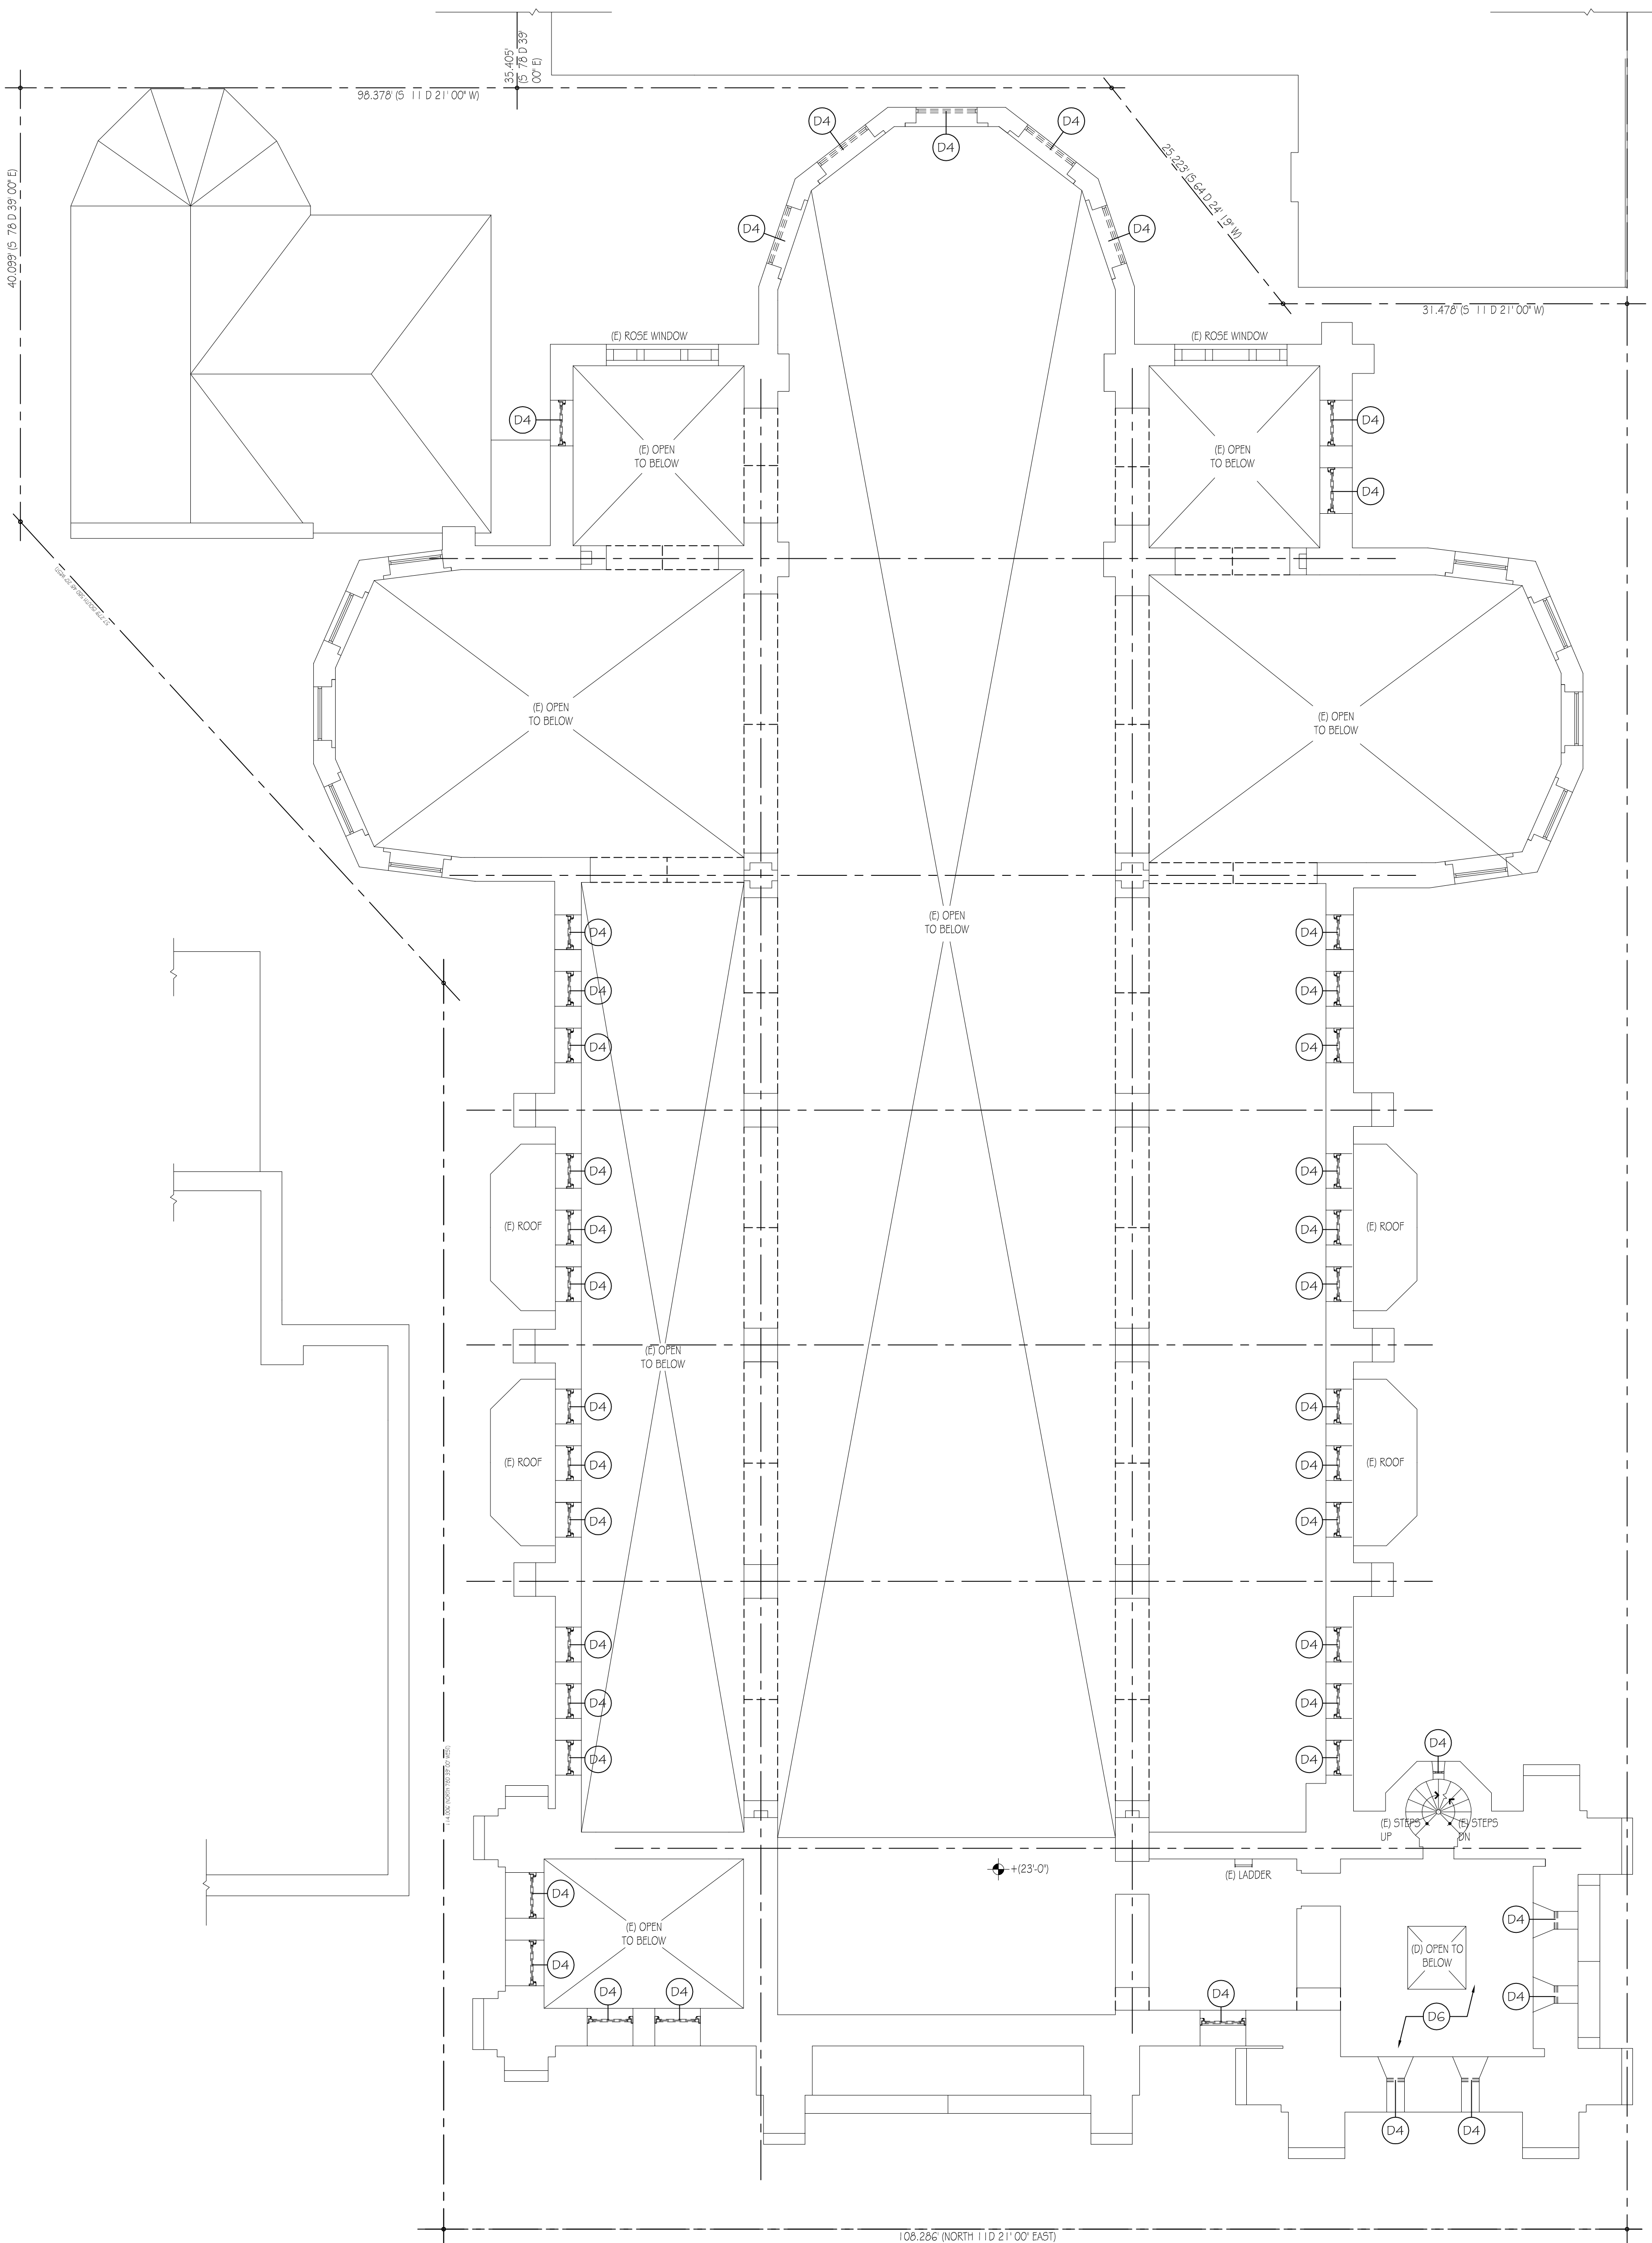 35.405'
(S 78 D 39'
00" E)
98.378' (S 11 D 21' 00" W)
D4
D4
D4
40.099' (S 78 D 39' 00" E)
25.223' (S 64 D 24' 19" W)
D4
D4
31.478' (S 11 D 21' 00" W)
(E) ROSE WINDOW
(E) ROSE WINDOW
D4
D4
(E) OPEN
TO BELOW
(E) OPEN
TO BELOW
D4
(E) OPEN
TO BELOW
(E) OPEN
TO BELOW
(E) OPEN
TO BELOW
D4
D4
D4
D4
D4
D4
D4
D4
(E) ROOF
D4
D4
(E) ROOF
D4
D4
(E) OPEN
TO BELOW
D4
D4
(E) ROOF
D4
D4
(E) ROOF
D4
D4
D4
D4
D4
D4
D4
D4
D4
(E) STEPS
UP
(E) STEPS
DN
+(23'-0")
(E) LADDER
D4
(E) OPEN
TO BELOW
D4
(D) OPEN TO
BELOW
D4
D4
D4
D4
D4
D6
D4
D4
108.286' (NORTH 11D 21' 00" EAST)